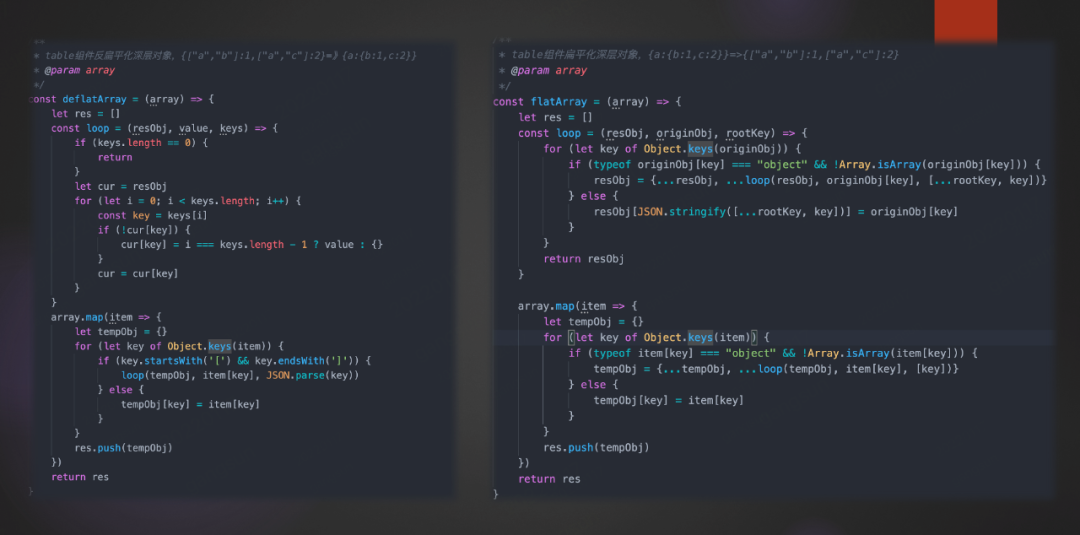 /**
* table组件反扁平化深层对象，{["a","b"]:1,["a","c"]:2}=》{a:{b:1,c:2}}
* @param array
*/
const deflatArray = (array) => {
let res = []
const loop = (resObj, value, keys) => {
if (keys.length == 0) {
return
}
let cur = resObj
for (let i = 0; i < keys.length; i++) {
const key = keys[i]
if (!cur[key]) {
cur[key] = i === keys.length - 1 ? value : {}
}
cur = cur[key]
}
}
array.map(item => {
let tempObj = {}
for (let key of Object.keys(item)) {
if (key.startsWith('[') && key.endsWith(']')) {
loop(tempObj, item[key], JSON.parse(key))
} else {
tempObj[key] = item[key]
}
}
res.push(tempObj)
})
return res
}
/**
* table组件扁平化深层对象，{a:{b:1,c:2}}=>{["a","b"]:1,["a","c"]:2}
* @param array
*/
const flatArray = (array) => {
let res = []
const loop = (resObj, originObj, rootKey) => {
for (let key of Object.keys(originObj)) {
if (typeof originObj[key] === "object" && !Array.isArray(originObj[key])) {
resObj = {...resObj, ...loop(resObj, originObj[key], [...rootKey, key])}
} else {
resObj[JSON.stringify([...rootKey, key])] = originObj[key]
}
}
return resObj
}
array.map(item => {
let tempObj = {}
for (let key of Object.keys(item)) {
if (typeof item[key] === "object" && !Array.isArray(item[key])) {
tempObj = {...tempObj, ...loop(tempObj, item[key], [key])}
} else {
tempObj[key] = item[key]
}
}
res.push(tempObj)
})
return res
}